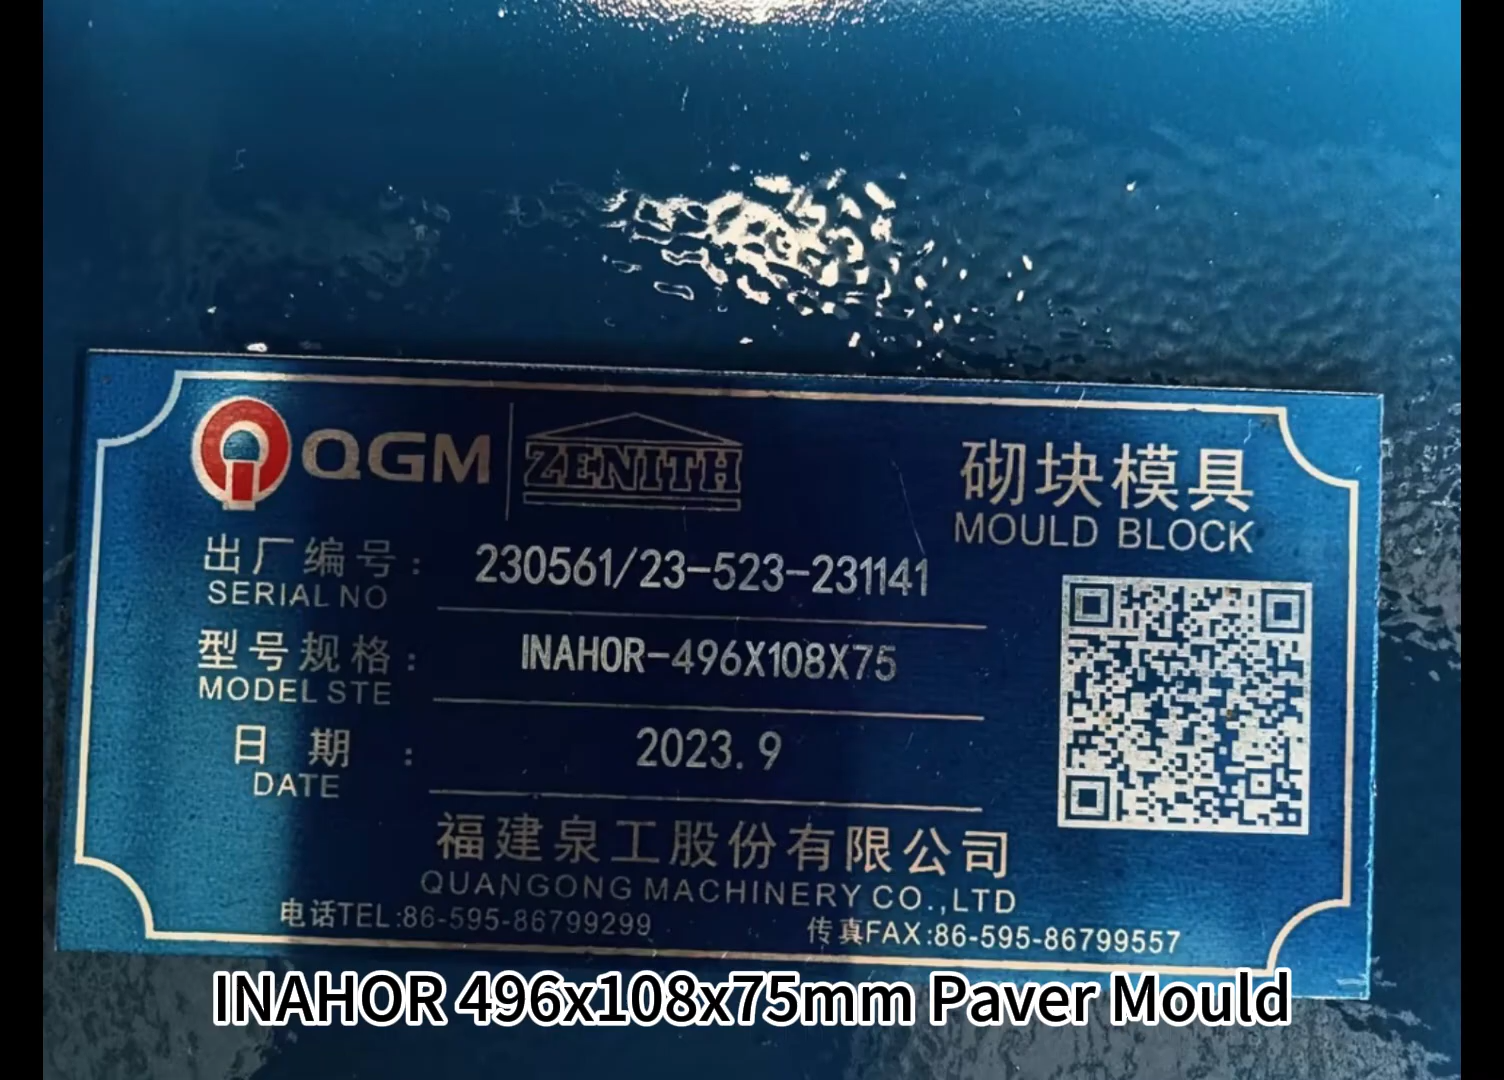 QGM ZENITH
砌块模具
MOULD BLOCK
出厂编号: 230561/23-523-231141
SERIAL NO
型号规格: INAHOR-496X108X75
MODEL STE
日期: 2023.9
DATE
福建泉工股份有限公司
QUANGONG MACHINERY CO.,LTD
电话TEL:86-595-86799299 传真FAX:86-595-86799557
INAHOR 496x108x75mm Paver Mould